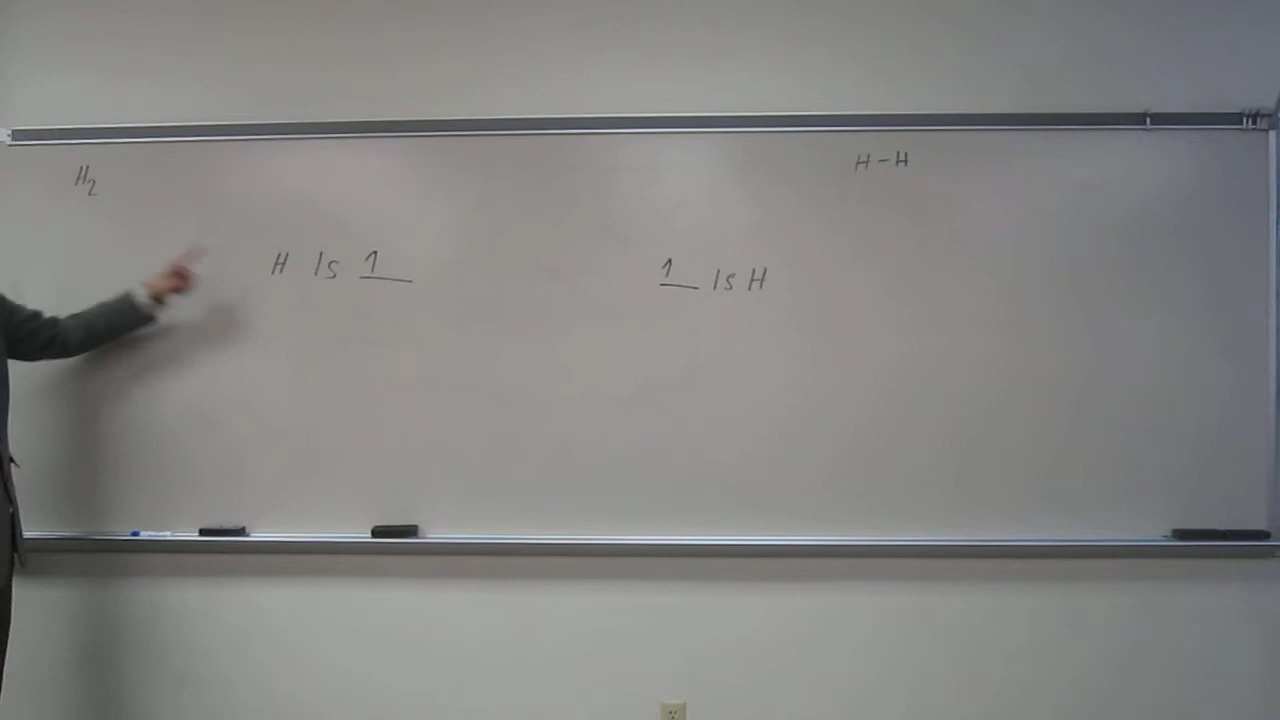 H₂
H-H
H 1s 1
1 1s H